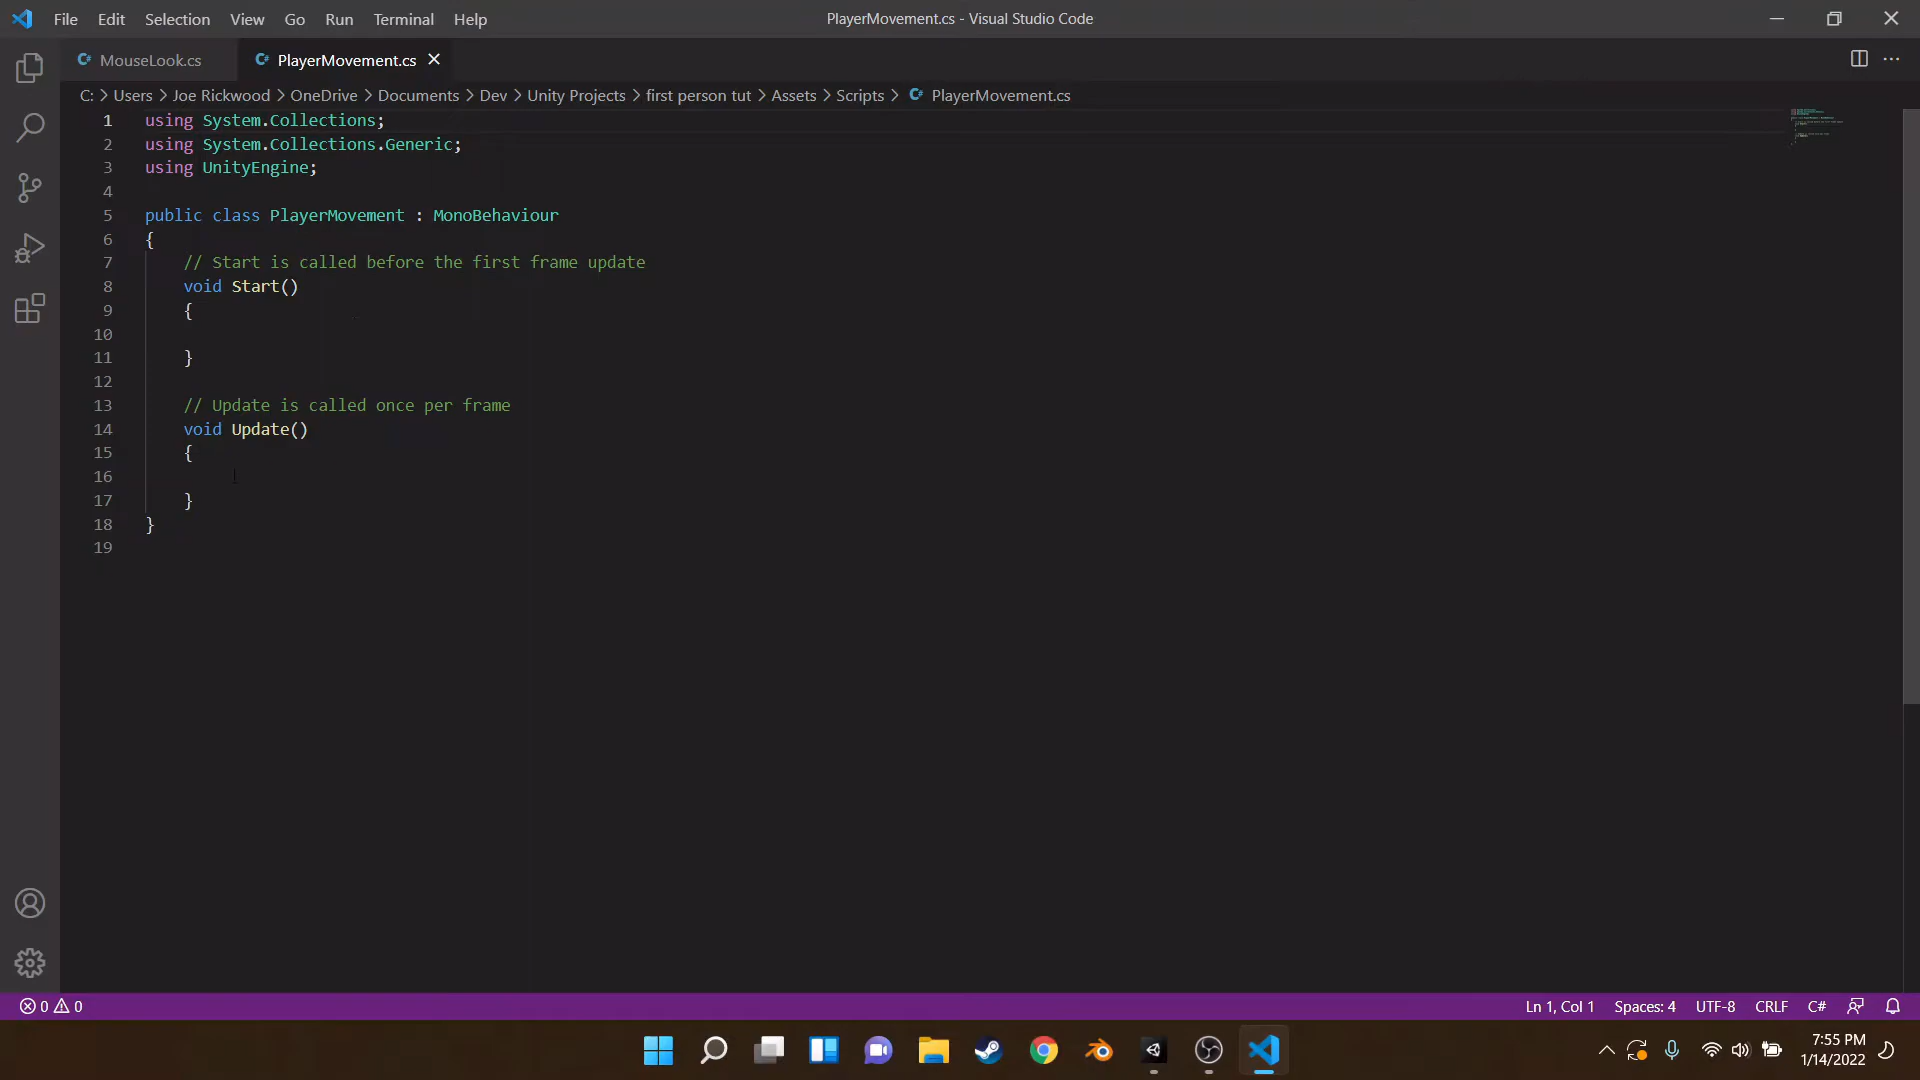 File Edit Selection View Go Run Terminal Help
PlayerMovement.cs - Visual Studio Code
MouseLook.cs
PlayerMovement.cs
C: > Users > Joe Rickwood > OneDrive > Documents > Dev > Unity Projects > first person tut > Assets > Scripts > PlayerMovement.cs
1 using System.Collections;
2 using System.Collections.Generic;
3 using UnityEngine;
4
5 public class PlayerMovement : MonoBehaviour
6 {
7 // Start is called before the first frame update
8 void Start()
9 {
10
11 }
12
13 // Update is called once per frame
14 void Update()
15 {
16
17 }
18 }
19
0 0
Ln 1, Col 1 Spaces: 4 UTF-8 CRLF C#
7:55 PM
1/14/2022